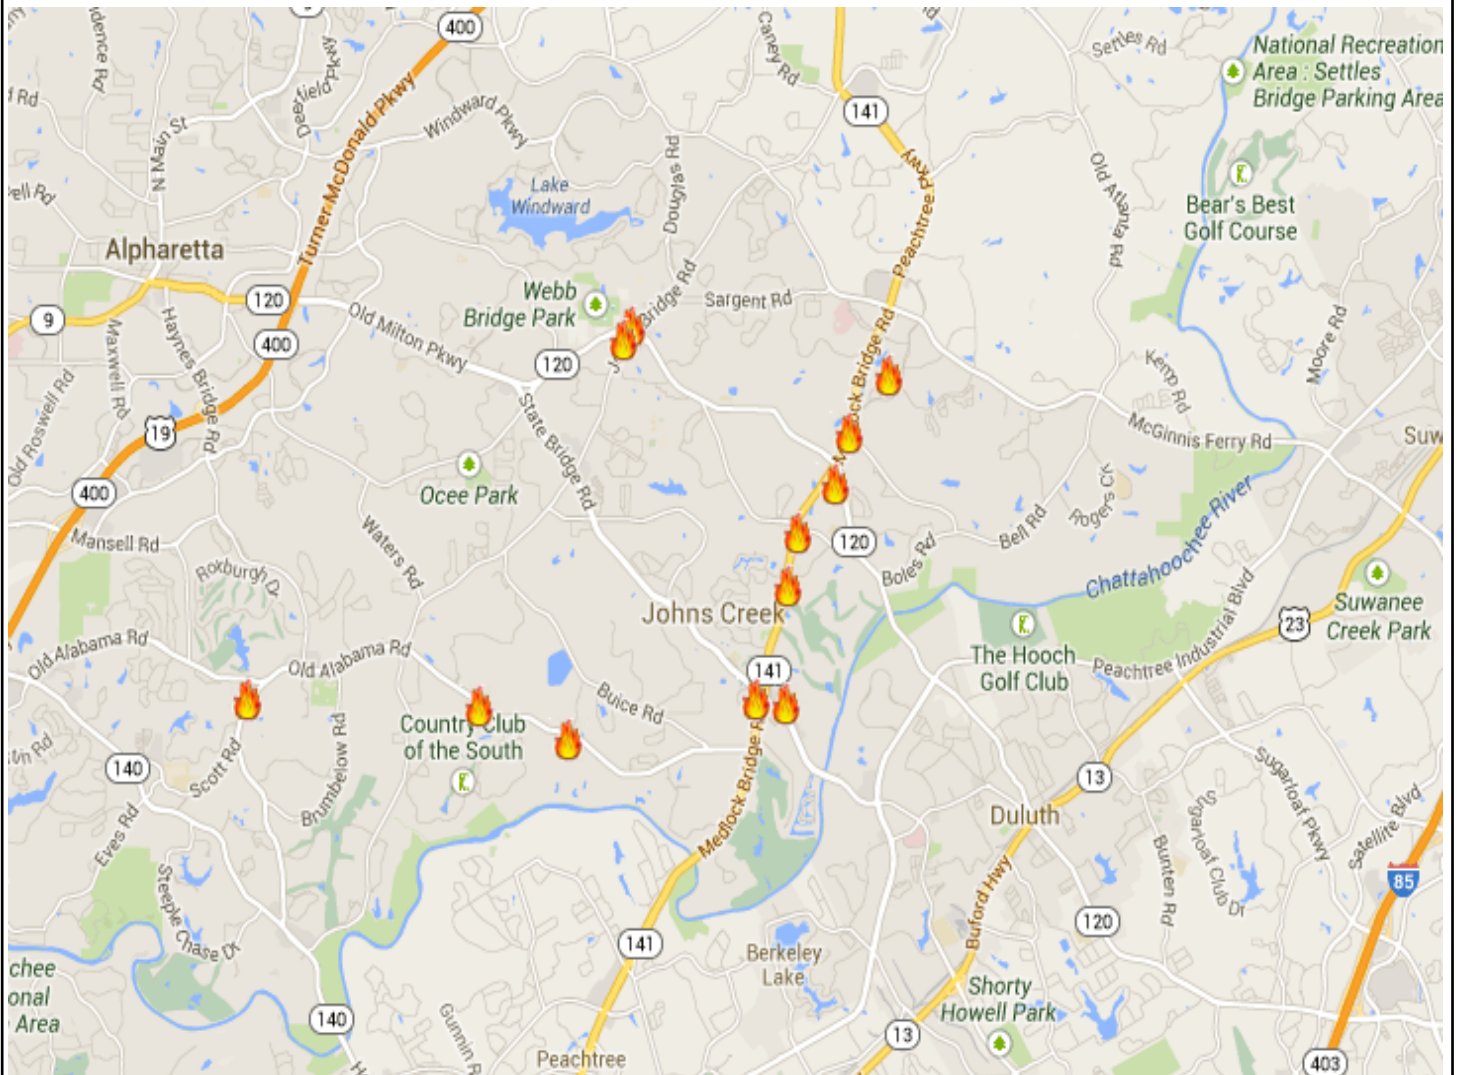 400
Settles Rd
National Recreation
Area : Settles
Bridge Parking Area
Caney Rd
Deerfield Pkwy
N Main St
Windward Pkwy
Turner McDonald Pkwy
141
Peachtree Pkwy
Old Atlanta Rd
Douglas Rd
Lake
Windward
Bear's Best
Golf Course
Alpharetta
120
9
400
Webb
Bridge Park
Bridge Rd
Sargent Rd
Peachtree
Old Milton Pkwy
120
Maxwell Rd
Haynes Bridge Rd
Old Roswell Rd
19
400
Moore Rd
Kemp Rd
McGinnis Ferry Rd
Suw
ock Bridge Rd
State Bridge Rd
Ocee Park
Mansell Rd
Waters Rd
Roxburgh Dr
120
Boles Rd
Bell Rd
Rogers Cir
Chattahoochee River
Suwanee
Creek Park
23
Johns Creek
Peachtree Industrial Blvd
The Hooch
Golf Club
Old Alabama Rd
Old Alabama Rd
141
Buice Rd
Country Club
of the South
140
Scott Rd
Brumbelow Rd
Eves Rd
Medlock Bridge R
13
Duluth
Sugarloaf Pkwy
Sugarloaf Club Dr
Satellite Blvd
85
Bunten Rd
Buford Hwy
120
Steeple Chase Dr
141
Berkeley
Lake
Shorty
Howell Park
chee
onal
Area
140
Gunnin R
13
Peachtree
403